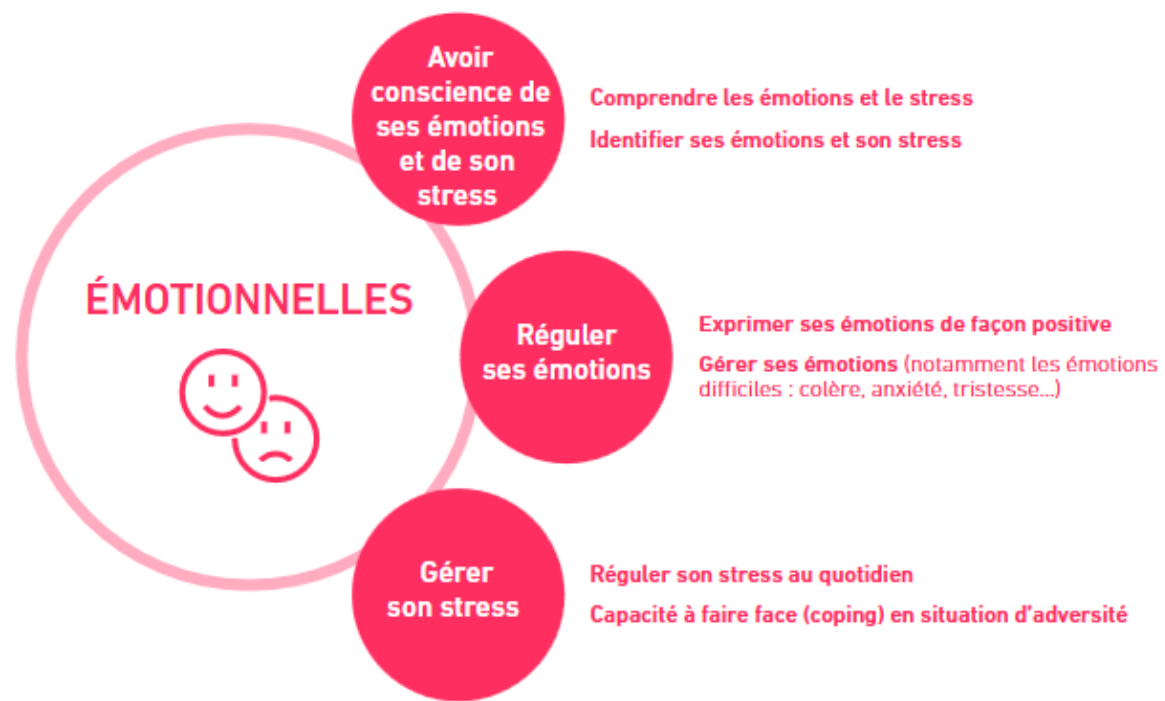 Avoir
conscience de
ses émotions
et de son
stress
Comprendre les émotions et le stress
Identifier ses émotions et son stress
ÉMOTIONNELLES
Réguler
ses émotions
Exprimer ses émotions de façon positive
Gérer ses émotions (notamment les émotions
difficiles : colère, anxiété, tristesse...)
Gérer
son stress
Réguler son stress au quotidien
Capacité à faire face (coping) en situation d'adversité